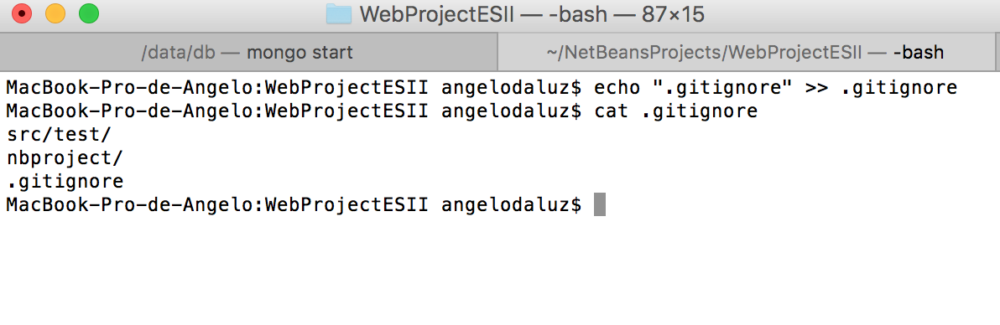 WebProjectESII — -bash — 87×15
/data/db — mongo start
~/NetBeansProjects/WebProjectESII — -bash
MacBook-Pro-de-Angelo:WebProjectESII angelodaluz$ echo ".gitignore" >> .gitignore
MacBook-Pro-de-Angelo:WebProjectESII angelodaluz$ cat .gitignore
src/test/
nbproject/
.gitignore
MacBook-Pro-de-Angelo:WebProjectESII angelodaluz$